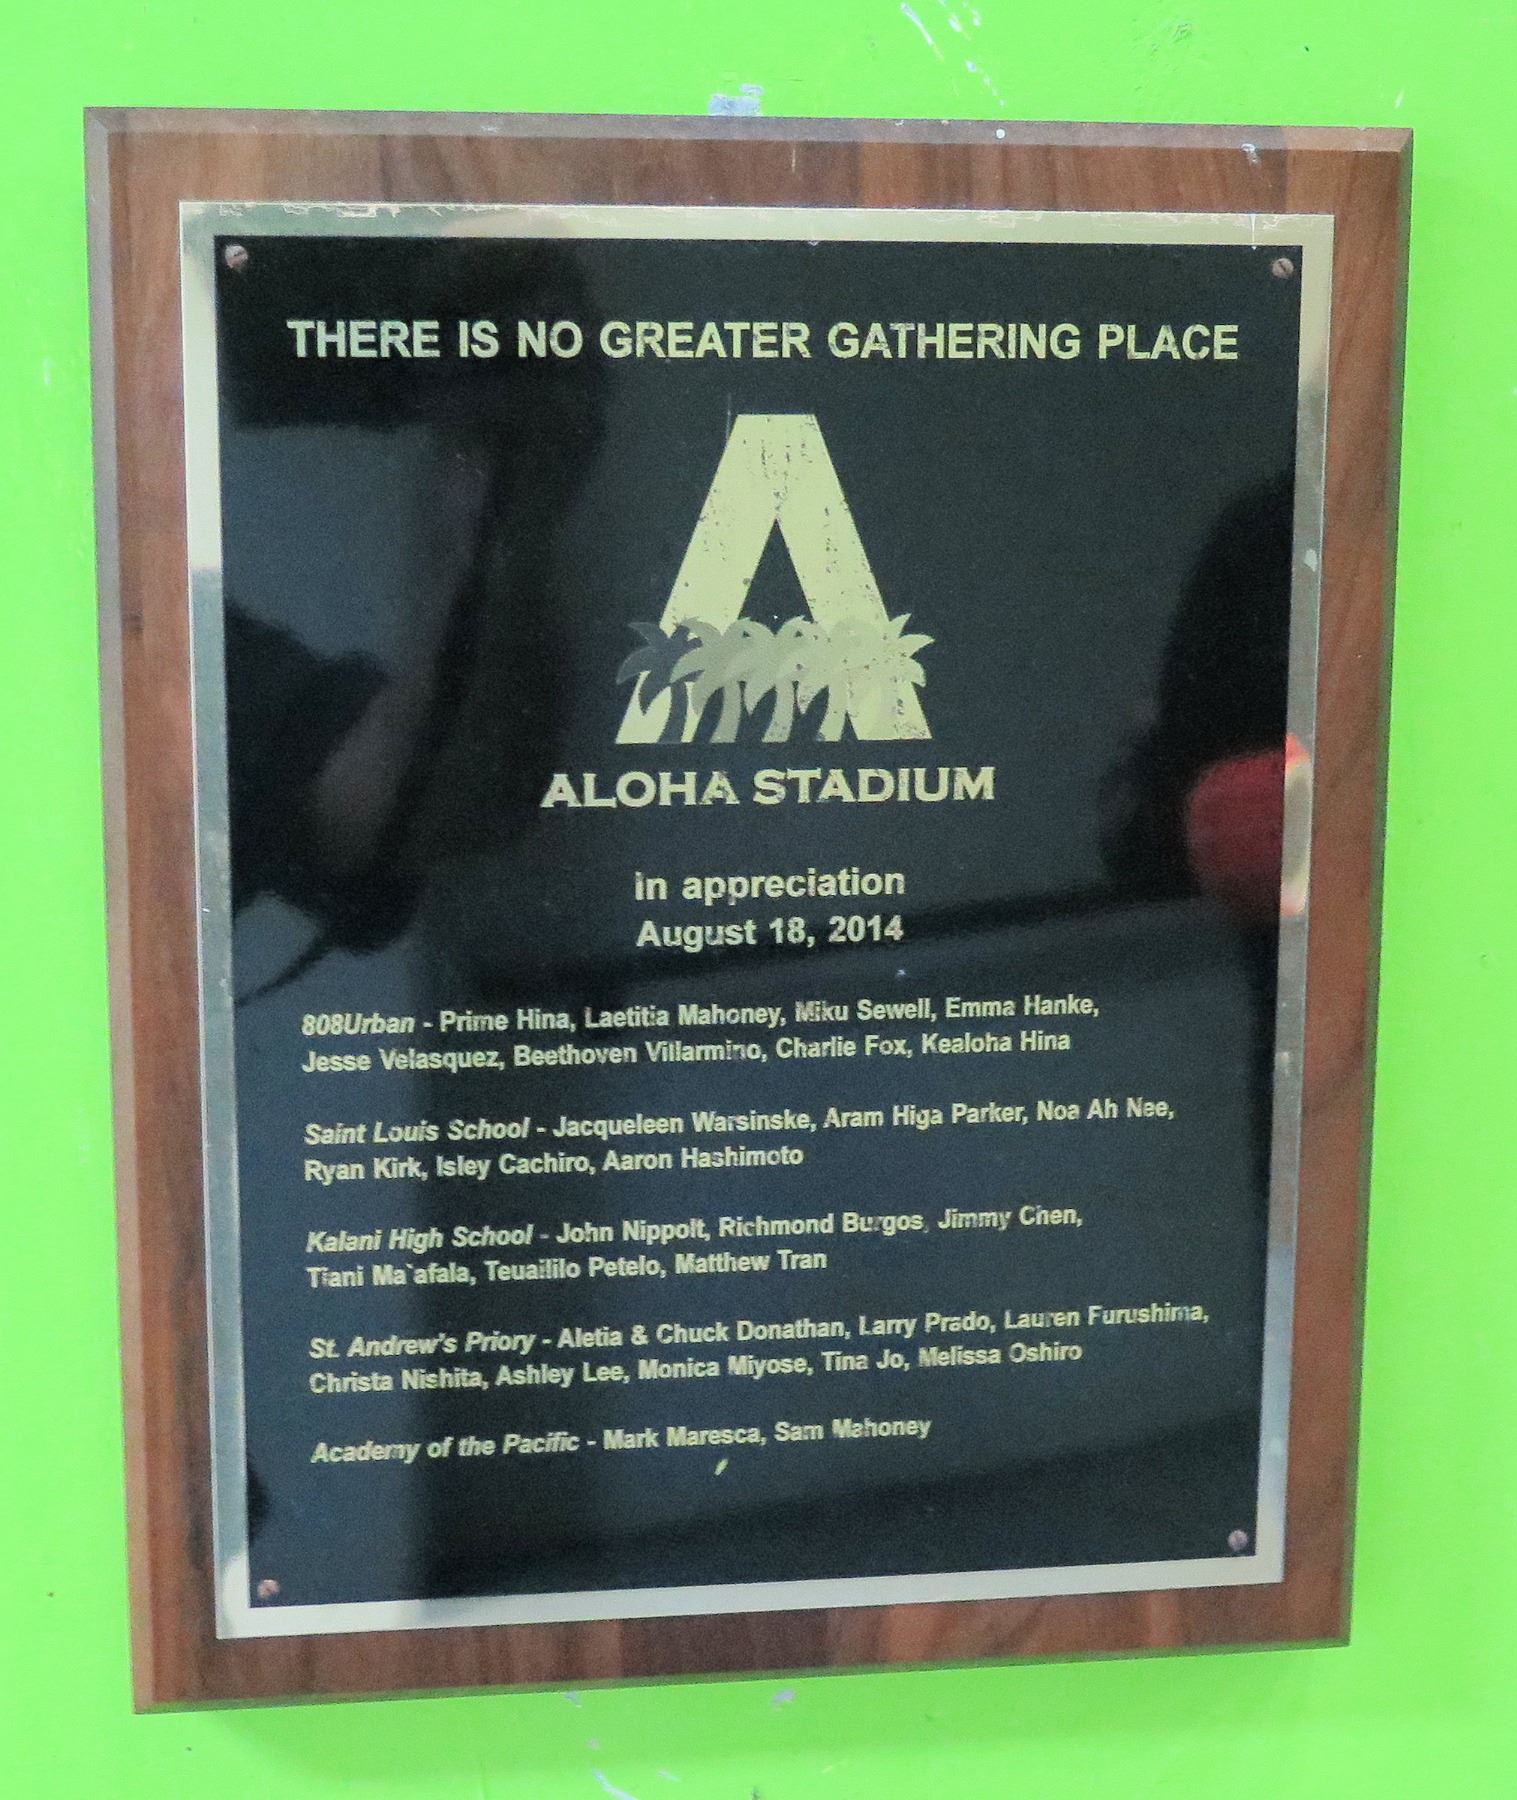 THERE IS NO GREATER GATHERING PLACE
A
ALOHA STADIUM
in appreciation
August 18, 2014
808Urban - Prime Hina, Laetitia Mahoney, Miku Sewell, Emma Hanke,
Jesse Velasquez, Beethoven Villarmino, Charlie Fox, Kealoha Hina
Saint Louis School - Jacqueleen Warsinske, Aram Higa Parker, Noa Ah Nee,
Ryan Kirk, Isley Cachiro, Aaron Hashimoto
Kalani High School - John Nippolt, Richmond Burgos, Jimmy Chen,
Tiani Ma`afala, Teuaililo Petelo, Matthew Tran
St. Andrew's Priory - Aletia & Chuck Donathan, Larry Prado, Lauren Furushima,
Christa Nishita, Ashley Lee, Monica Miyose, Tina Jo, Melissa Oshiro
Academy of the Pacific - Mark Maresca, Sam Mahoney